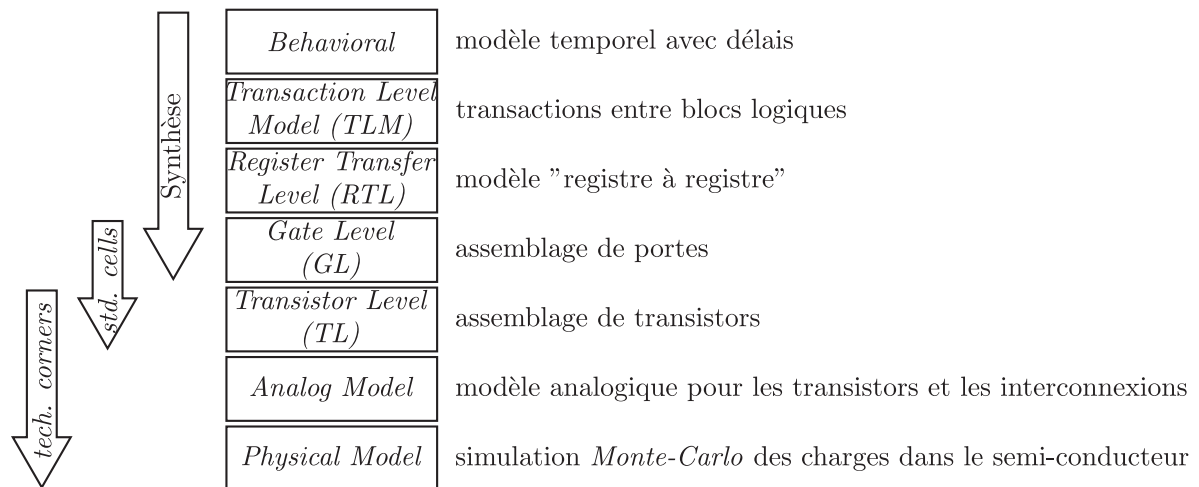 Behavioral
modèle temporel avec délais
Transaction Level
Model (TLM)
transactions entre blocs logiques
Register Transfer
Level (RTL)
modèle ”registre à registre”
Gate Level
(GL)
assemblage de portes
Transistor Level
(TL)
assemblage de transistors
Analog Model
modèle analogique pour les transistors et les interconnexions
Physical Model
simulation Monte-Carlo des charges dans le semi-conducteur
Synthèse
std. cells
tech. corners